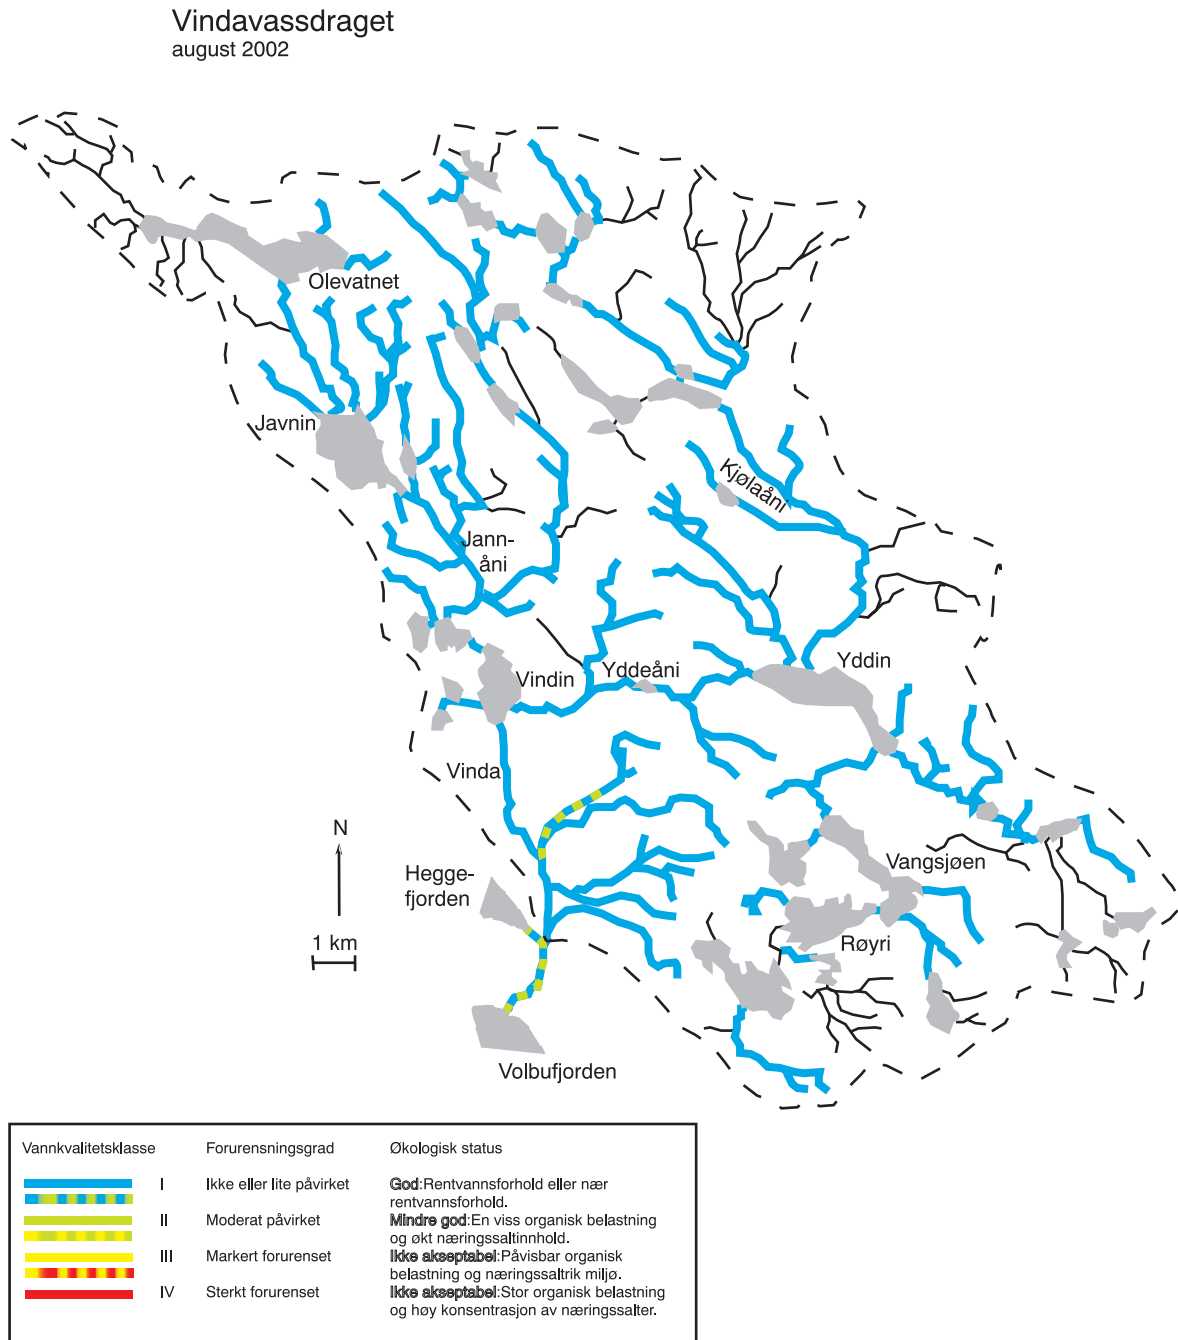 Vindavassdraget
august 2002
Olevatnet
Javnin
Kjølaåni
Jann-
åni
Vindin
Yddeåni
Yddin
Vinda
N
Hegge-
fjorden
Vangsjøen
1 km
Røyri
Volbufjorden
Vannkvalitetsklasse Forurensningsgrad Økologisk status
I Ikke eller lite påvirket God:Rentvannsforhold eller nær
rentvannsforhold.
II Moderat påvirket Mindre god:En viss organisk belastning
og økt næringssaltinnhold.
III Markert forurenset Ikke akseptabel:Påvisbar organisk
belastning og næringssaltrik miljø.
IV Sterkt forurenset Ikke akseptabel:Stor organisk belastning
og høy konsentrasjon av næringssalter.